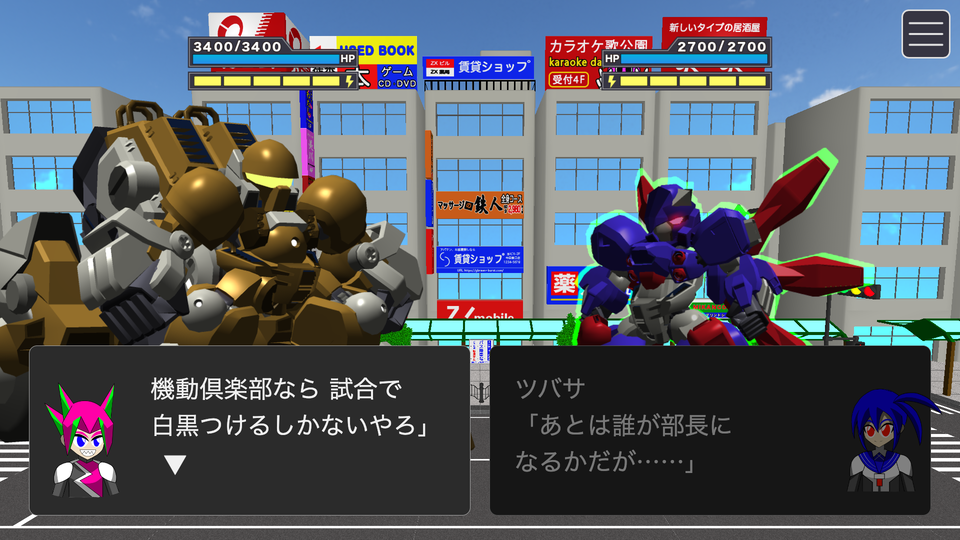 3400/3400
HP
2700/2700
HP
USED BOOK
ゲーム
CD DVD
ZX ビル
ZX 薬局
賃貸ショップ
カラオケ歌公園
karaoke
受付4F
新しいタイプの居酒屋
マッサージ
鉄人
賃貸ショップ
薬
mobile
機動倶楽部なら 試合で
白黒つけるしかないやろ」
▼
ツバサ
「あとは誰が部長に
なるかだが……」